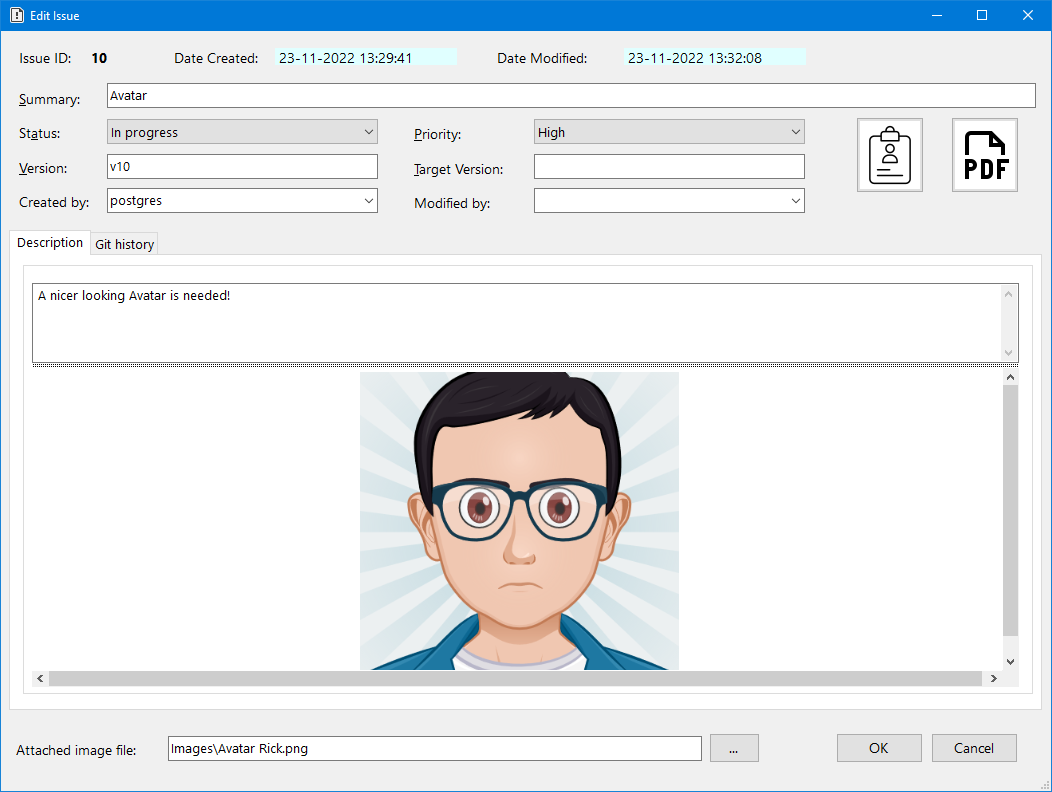 Edit Issue
Issue ID: 10 Date Created: 23-11-2022 13:29:41 Date Modified: 23-11-2022 13:32:08
Summary: Avatar
Status: In progress Priority: High
Version: v10 Target Version:
Created by: postgres Modified by:
PDF
Description Git history
A nicer looking Avatar is needed!
Attached image file: Images\Avatar Rick.png ... OK Cancel